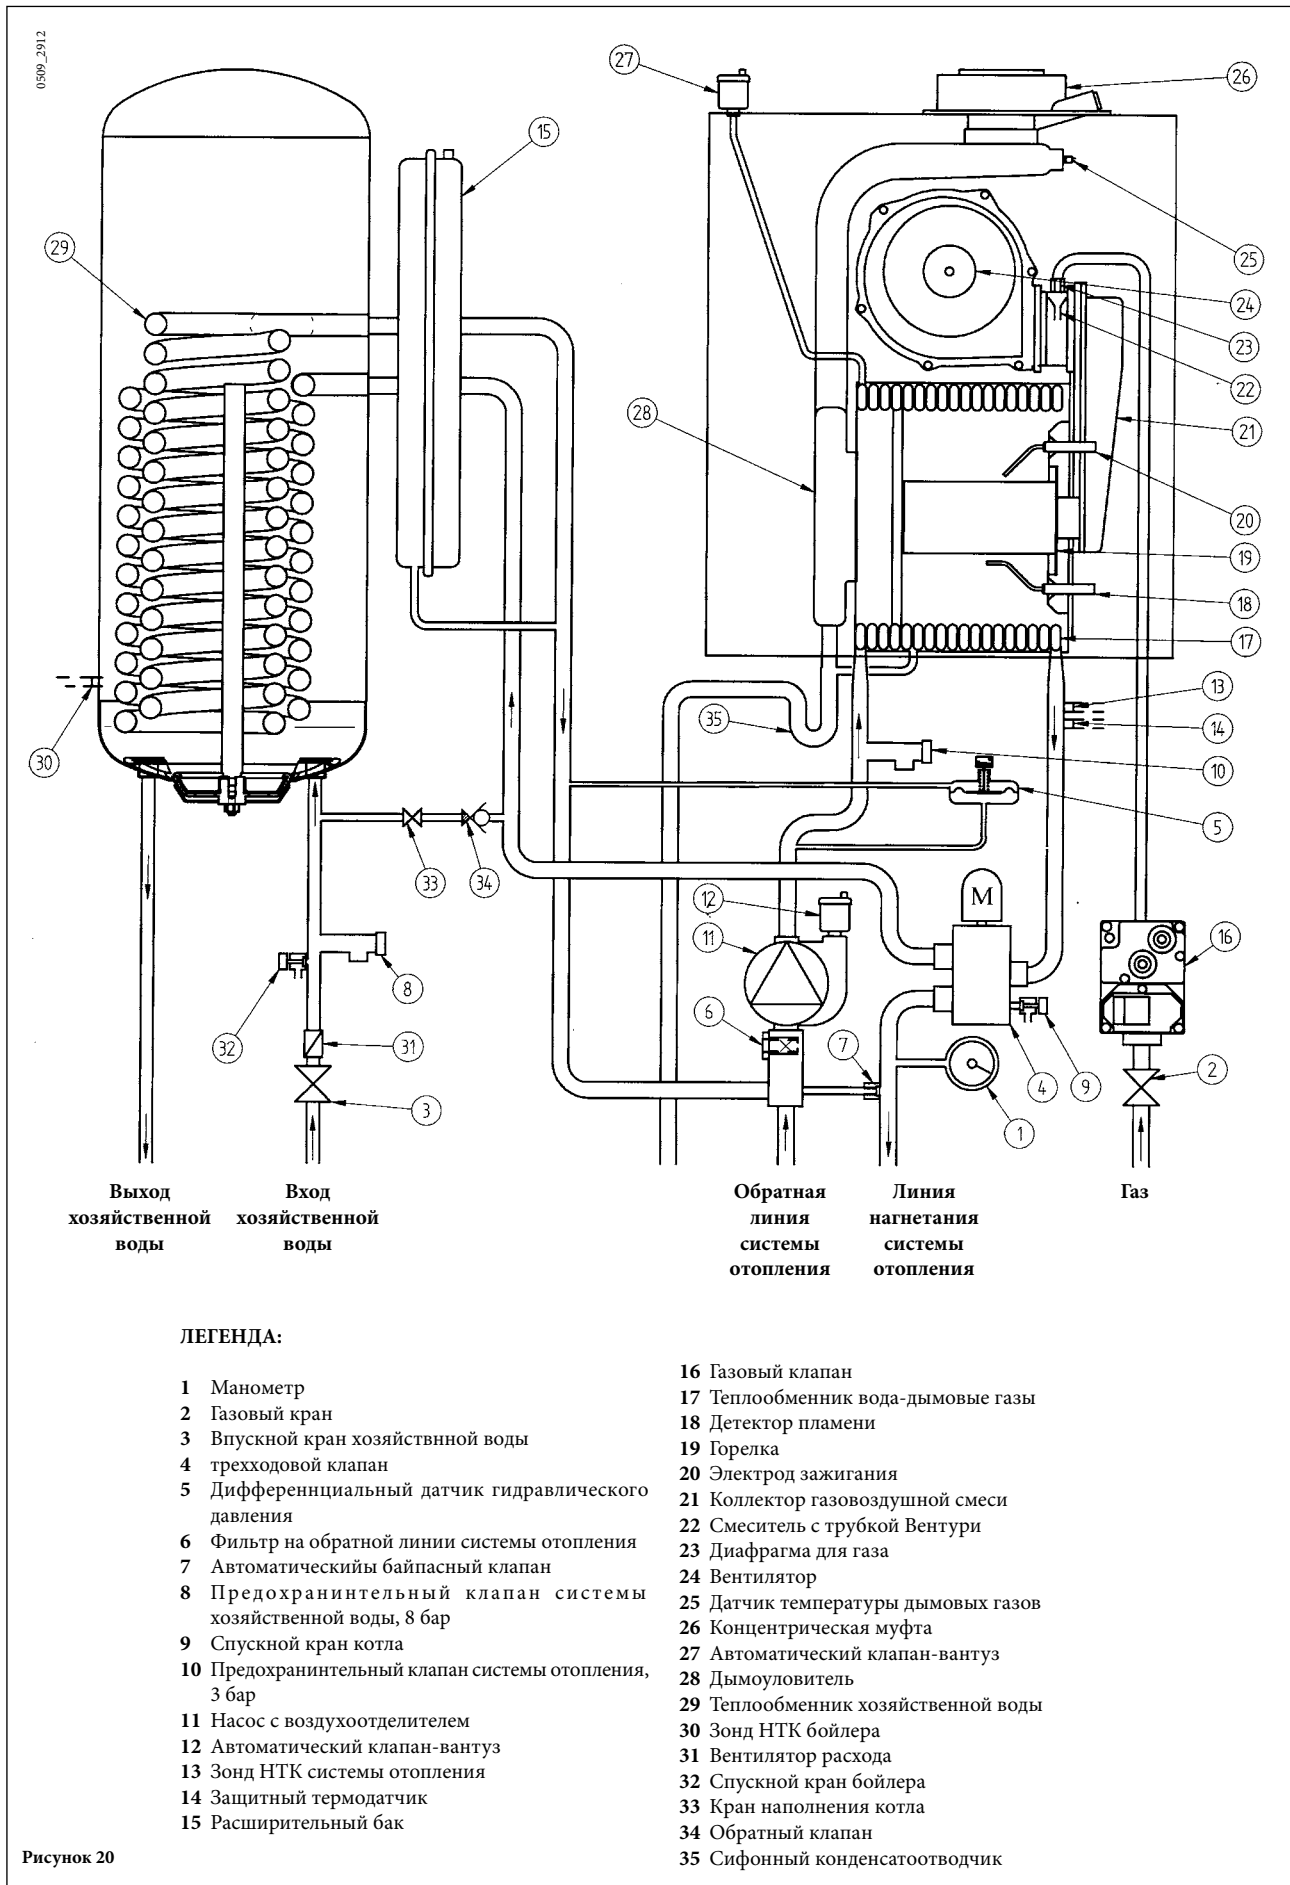 0509_2912
27
26
15
25
29
24
23
22
28
21
20
19
18
17
13
35
14
30
10
5
33
34
12
M
11
16
8
6
32
31
7
2
3
4
9
1
Выход
хозяйственной
воды
Вход
хозяйственной
воды
Обратная
линия
системы
отопления
Линия
нагнетания
системы
отопления
Газ
ЛЕГЕНДА:
1 Манометр
2 Газовый кран
3 Впускной кран хозяйствнной воды
4 трехходовой клапан
5 Дифференнциальный датчик гидравлического
давления
6 Фильтр на обратной линии системы отопления
7 Автоматическийы байпасный клапан
8 Предохранинтельный клапан системы
хозяйственной воды, 8 бар
9 Спускной кран котла
10 Предохранинтельный клапан системы отопления,
3 бар
11 Насос с воздухоотделителем
12 Автоматический клапан-вантуз
13 Зонд НТК системы отопления
14 Защитный термодатчик
15 Расширительный бак
16 Газовый клапан
17 Теплообменник вода-дымовые газы
18 Детектор пламени
19 Горелка
20 Электрод зажигания
21 Коллектор газовоздушной смеси
22 Смеситель с трубкой Вентури
23 Диафрагма для газа
24 Вентилятор
25 Датчик температуры дымовых газов
26 Концентрическая муфта
27 Автоматический клапан-вантуз
28 Дымоуловитель
29 Теплообменник хозяйственной воды
30 Зонд НТК бойлера
31 Вентилятор расхода
32 Спускной кран бойлера
33 Кран наполнения котла
34 Обратный клапан
35 Сифонный конденсатоотводчик
Рисунок 20